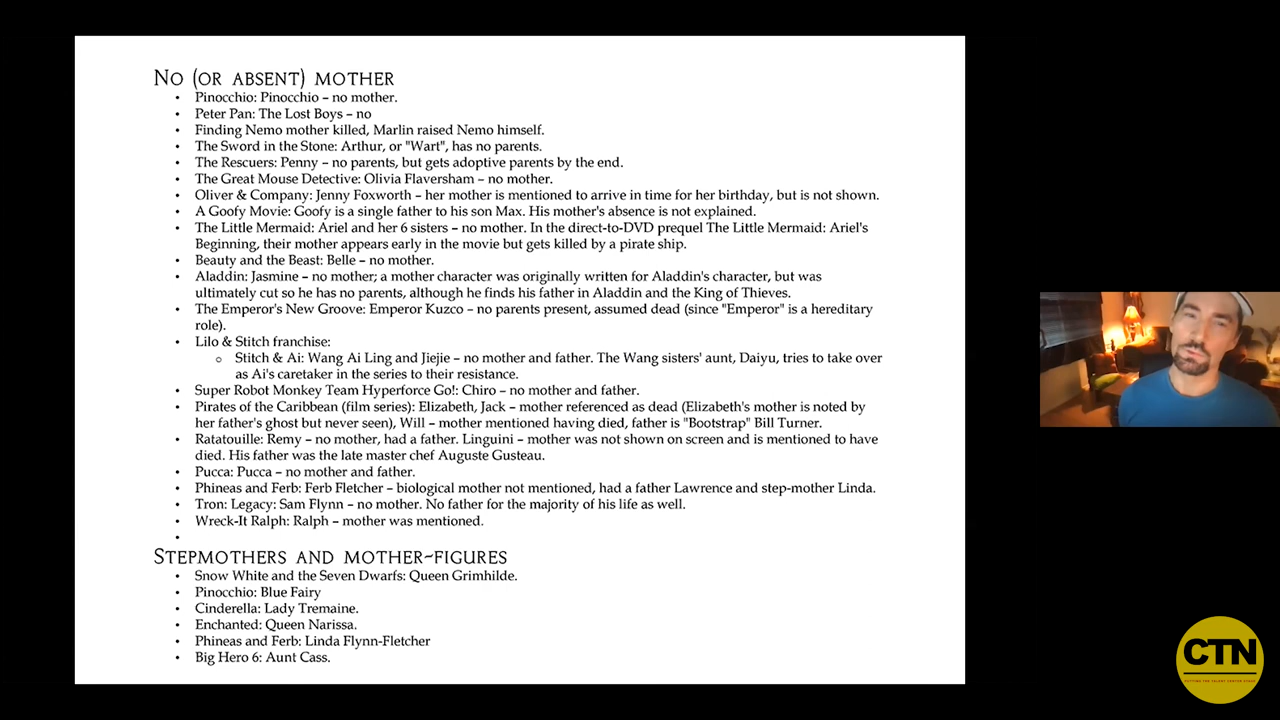 No (or absent) mother
• Pinocchio: Pinocchio – no mother.
• Peter Pan: The Lost Boys – no
• Finding Nemo mother killed, Marlin raised Nemo himself.
• The Sword in the Stone: Arthur, or "Wart", has no parents.
• The Rescuers: Penny – no parents, but gets adoptive parents by the end.
• The Great Mouse Detective: Olivia Flaversham – no mother.
• Oliver & Company: Jenny Foxworth – her mother is mentioned to arrive in time for her birthday, but is not shown.
• A Goofy Movie: Goofy is a single father to his son Max. His mother's absence is not explained.
• The Little Mermaid: Ariel and her 6 sisters – no mother. In the direct-to-DVD prequel The Little Mermaid: Ariel's
Beginning, their mother appears early in the movie but gets killed by a pirate ship.
• Beauty and the Beast: Belle – no mother.
• Aladdin: Jasmine – no mother; a mother character was originally written for Aladdin's character, but was
ultimately cut so he has no parents, although he finds his father in Aladdin and the King of Thieves.
• The Emperor's New Groove: Emperor Kuzco – no parents present, assumed dead (since "Emperor" is a hereditary
role).
• Lilo & Stitch franchise:
o Stitch & Ai: Wang Ai Ling and Jiejie – no mother and father. The Wang sisters' aunt, Daiyu, tries to take over
as Ai's caretaker in the series to their resistance.
• Super Robot Monkey Team Hyperforce Go!: Chiro – no mother and father.
• Pirates of the Caribbean (film series): Elizabeth, Jack – mother referenced as dead (Elizabeth's mother is noted by
her father's ghost but never seen), Will – mother mentioned having died, father is "Bootstrap" Bill Turner.
• Ratatouille: Remy – no mother, had a father. Linguini – mother was not shown on screen and is mentioned to have
died. His father was the late master chef Auguste Gusteau.
• Pucca: Pucca – no mother and father.
• Phineas and Ferb: Ferb Fletcher – biological mother not mentioned, had a father Lawrence and step-mother Linda.
• Tron: Legacy: Sam Flynn – no mother. No father for the majority of his life as well.
• Wreck-It Ralph: Ralph – mother was mentioned.
•
Stepmothers and mother-figures
• Snow White and the Seven Dwarfs: Queen Grimhilde.
• Pinocchio: Blue Fairy
• Cinderella: Lady Tremaine.
• Enchanted: Queen Narissa.
• Phineas and Ferb: Linda Flynn-Fletcher
• Big Hero 6: Aunt Cass.
CTN
PUTTING THE TALENT CENTER STAGE